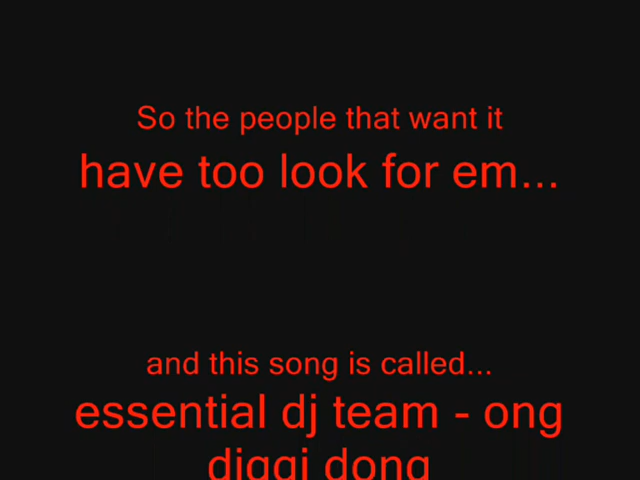 So the people that want it
have too look for em...
and this song is called...
essential dj team - ong
diggi dong